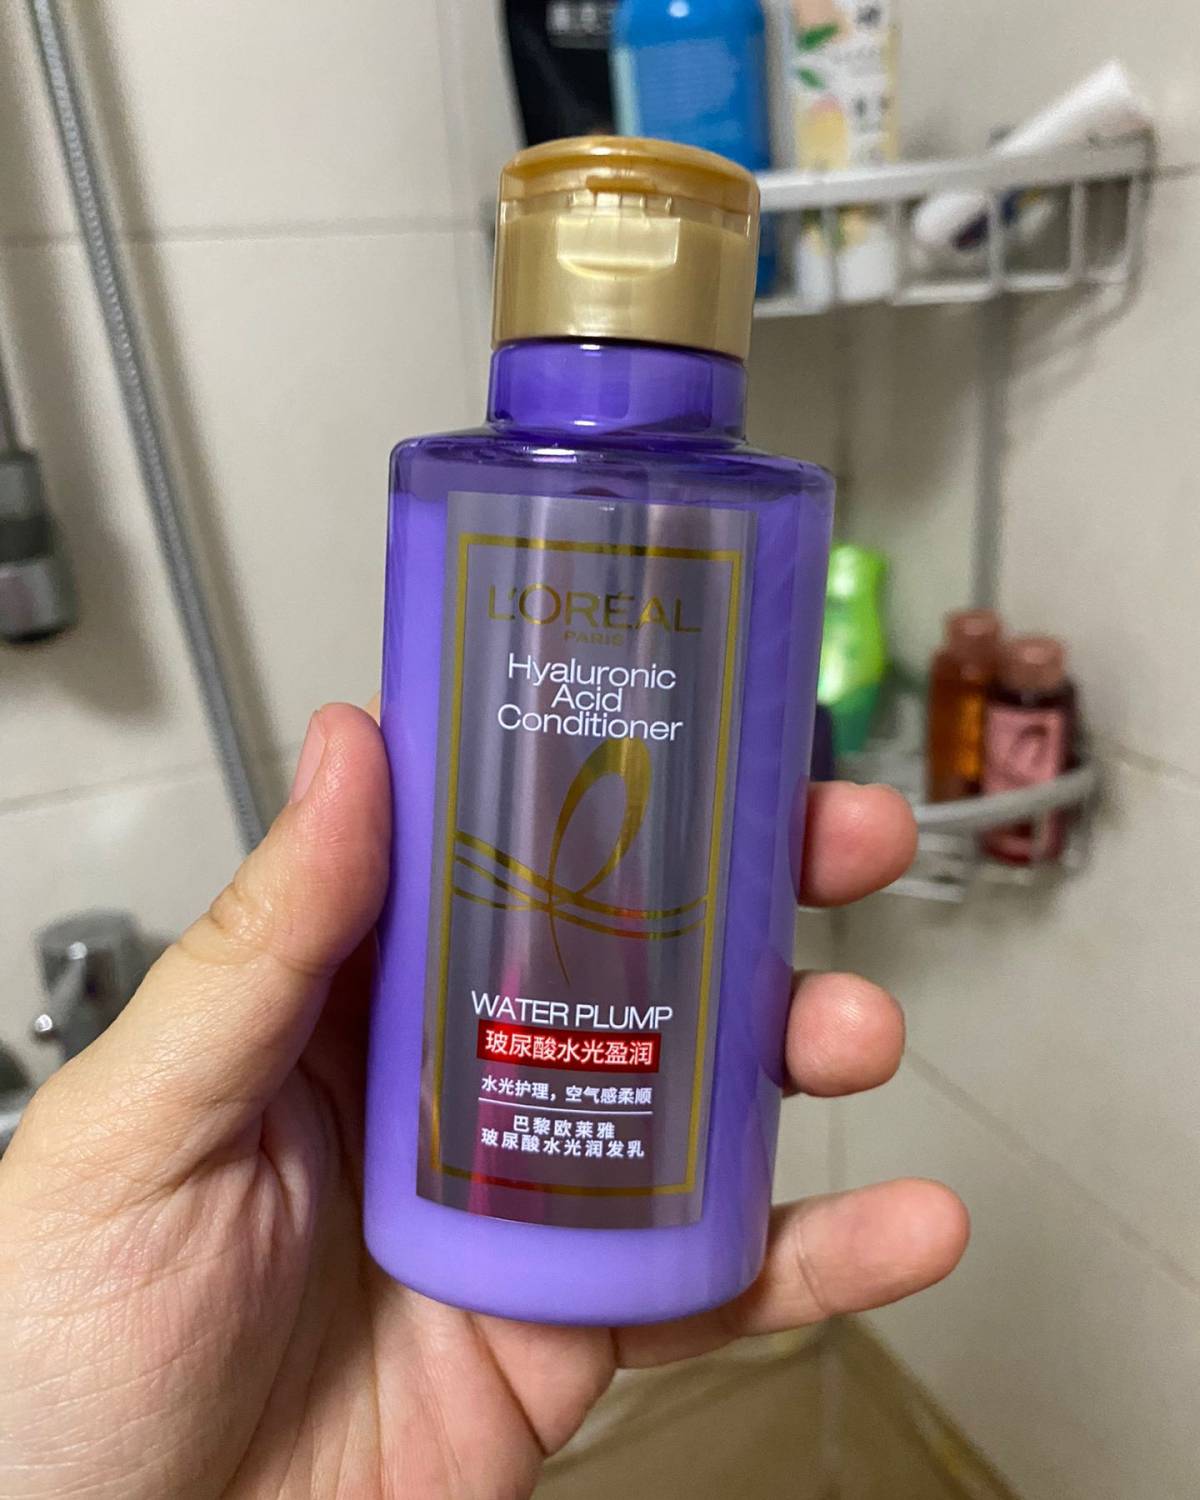 L'ORÉAL
PARIS
Hyaluronic
Acid
Conditioner
WATER PLUMP
玻尿酸水光盈润
水光护理，空气感柔顺
巴黎欧莱雅
玻尿酸水光润发乳